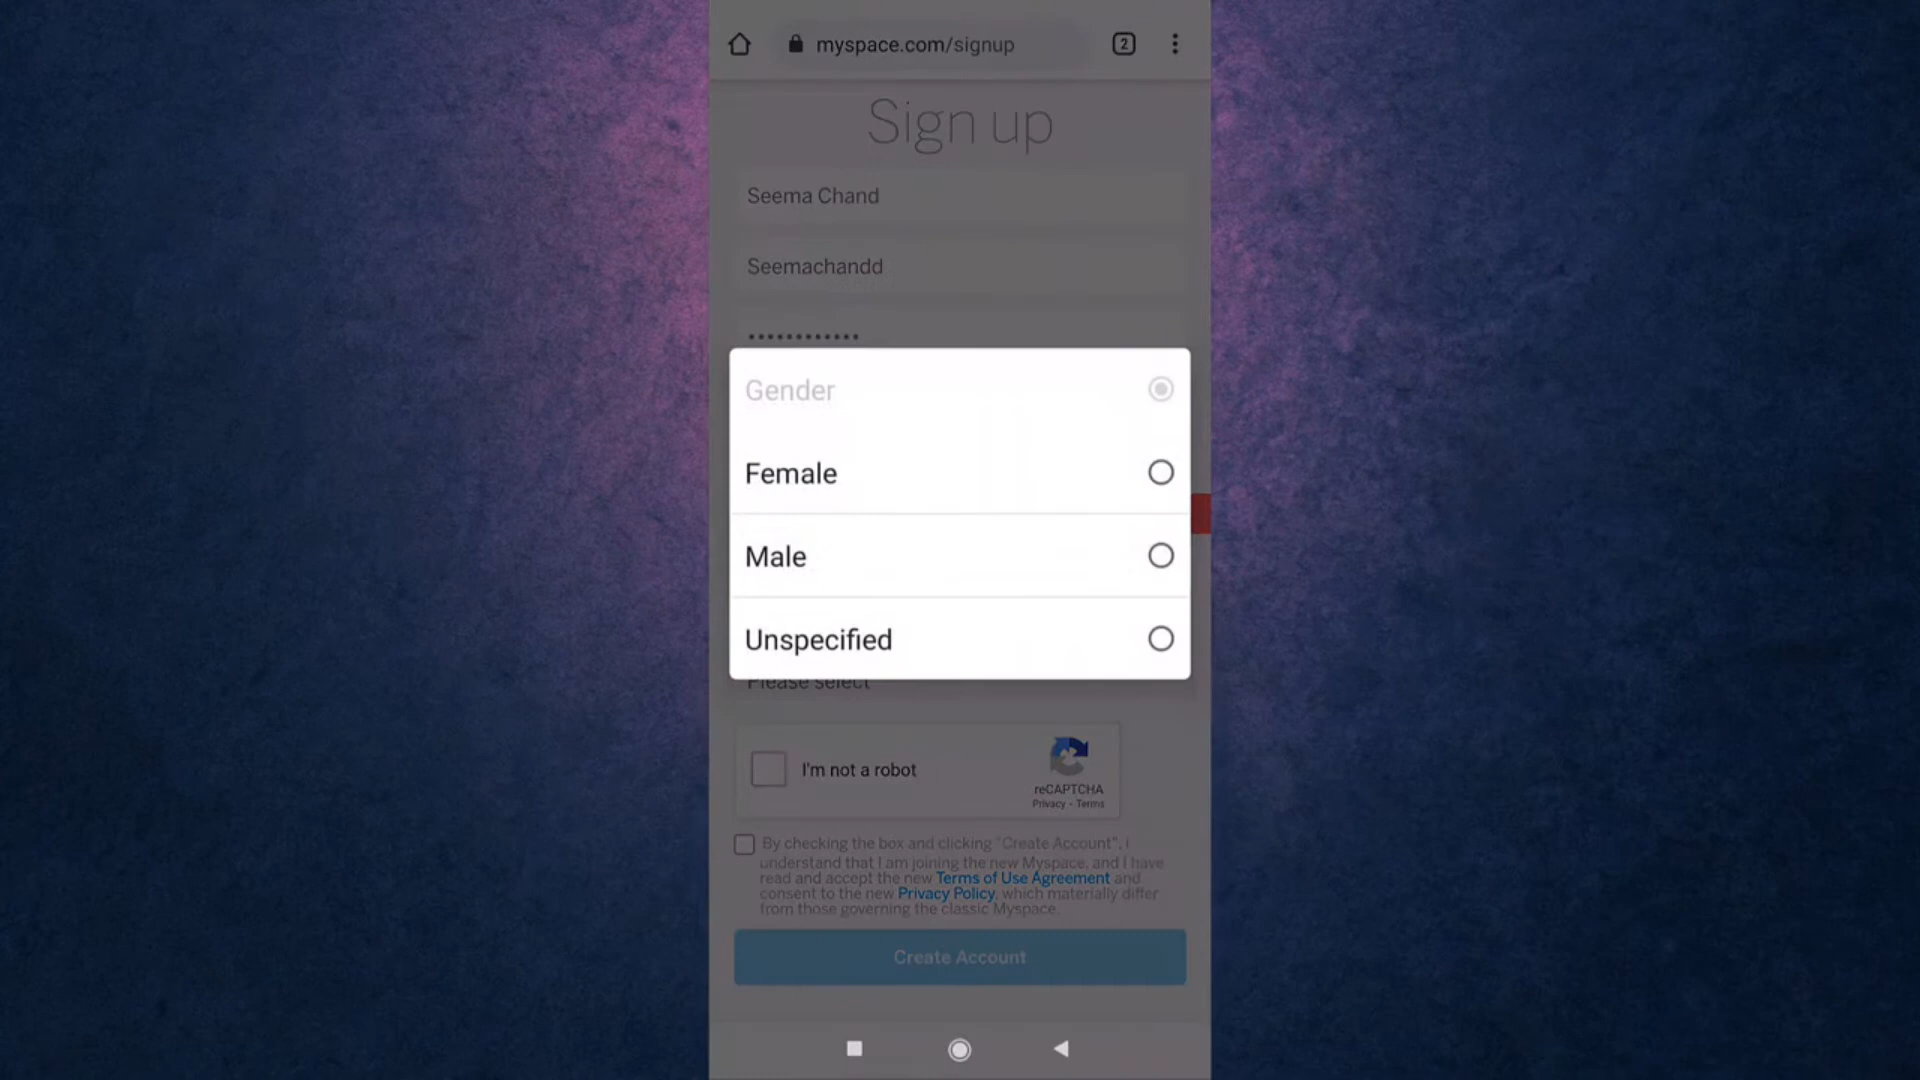 myspace.com/signup
2
Sign up
Seema Chand
Seemachandd
Gender
Female
Male
Unspecified
Please select
I'm not a robot
reCAPTCHA
Privacy - Terms
By checking the box and clicking "Create Account", I
understand that I am joining the new Myspace, and I have
read and accept the new Terms of Use Agreement and
consent to the new Privacy Policy, which materially differ
from those governing the classic Myspace.
Create Account